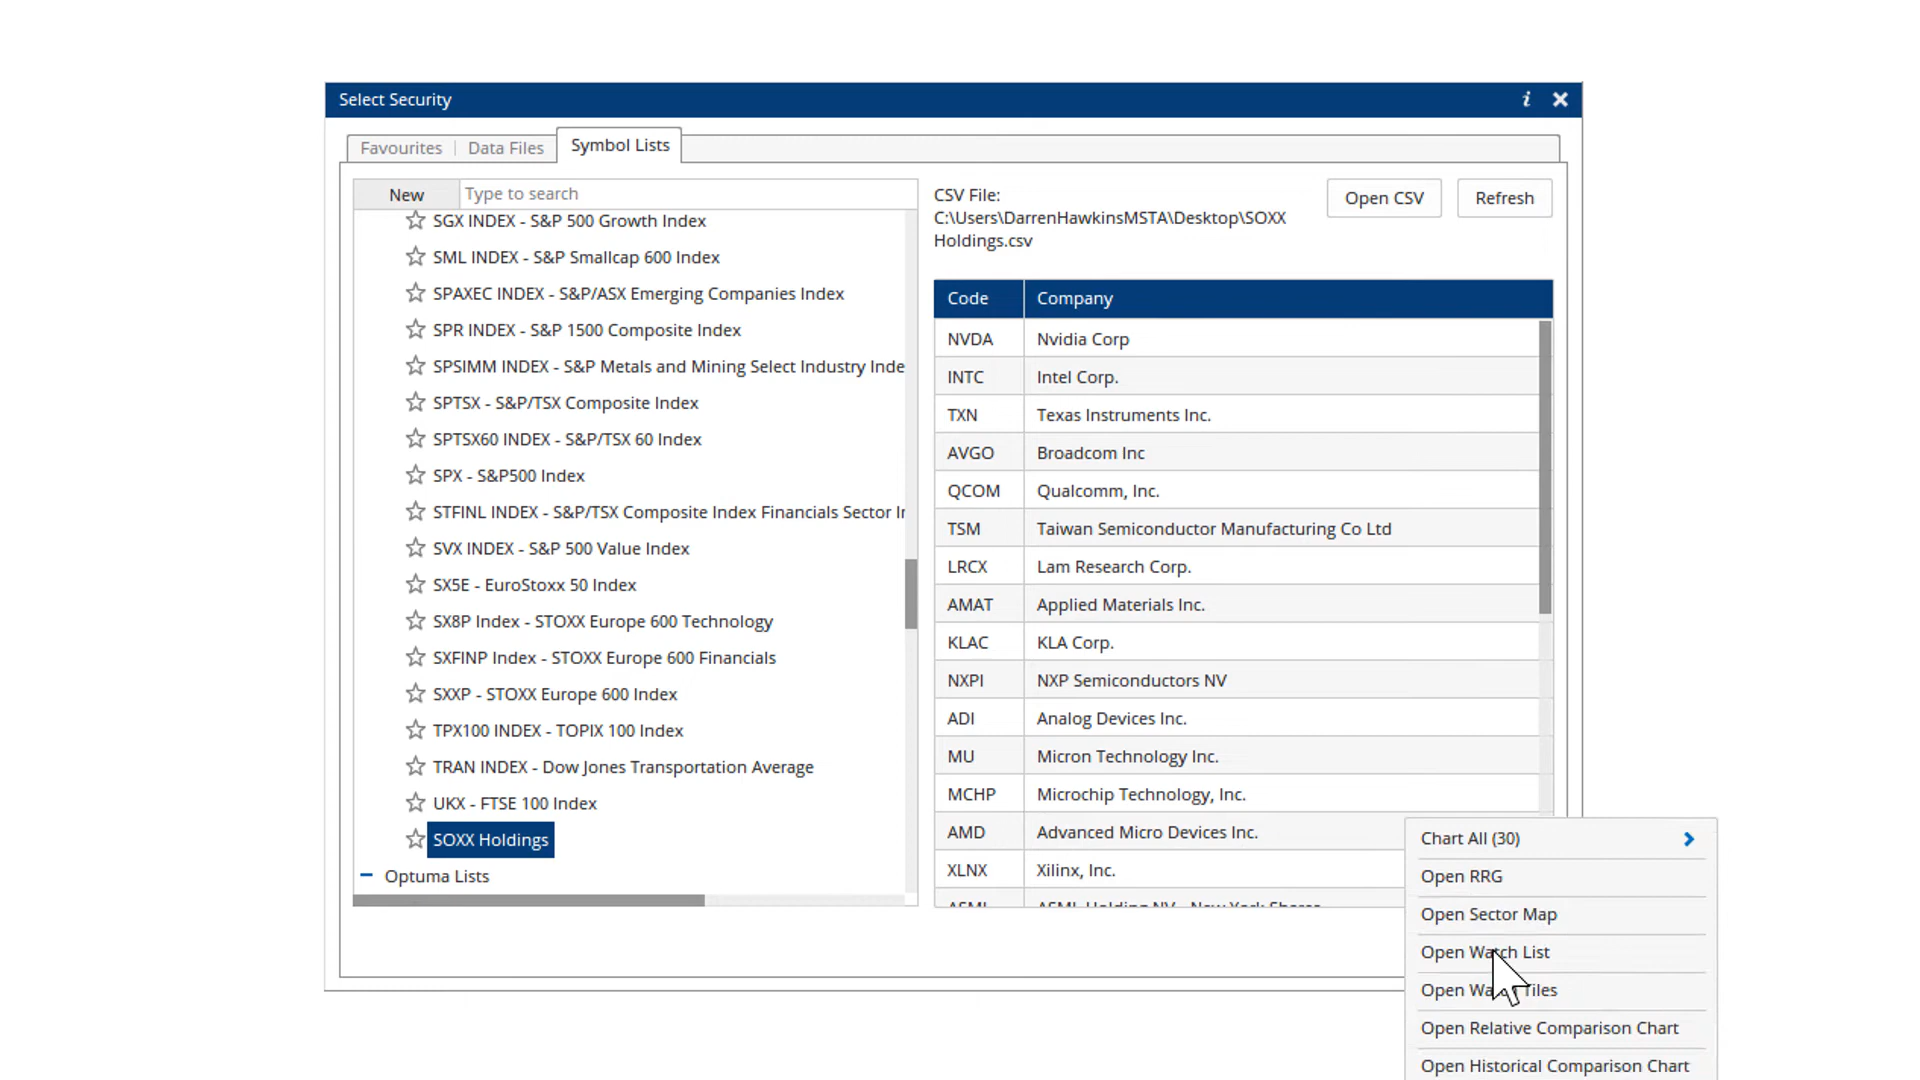 Select Security
i
Favourites
Data Files
Symbol Lists
New
Type to search
SGX INDEX - S&P 500 Growth Index
SML INDEX - S&P Smallcap 600 Index
SPAXEC INDEX - S&P/ASX Emerging Companies Index
SPR INDEX - S&P 1500 Composite Index
SPSIMM INDEX - S&P Metals and Mining Select Industry Inde
SPTSX - S&P/TSX Composite Index
SPTSX60 INDEX - S&P/TSX 60 Index
SPX - S&P500 Index
STFINL INDEX - S&P/TSX Composite Index Financials Sector
SVX INDEX - S&P 500 Value Index
SX5E - EuroStoxx 50 Index
SX8P Index - STOXX Europe 600 Technology
SXFINP Index - STOXX Europe 600 Financials
SXXP - STOXX Europe 600 Index
TPX100 INDEX - TOPIX 100 Index
TRAN INDEX - Dow Jones Transportation Average
UKX - FTSE 100 Index
SOXX Holdings
Optuma Lists
CSV File:
C:\Users\DarrenHawkinsMSTA\Desktop\SOXX
Holdings.csv
Open CSV
Refresh
Code Company
NVDA Nvidia Corp
INTC Intel Corp.
TXN Texas Instruments Inc.
AVGO Broadcom Inc
QCOM Qualcomm, Inc.
TSM Taiwan Semiconductor Manufacturing Co Ltd
LRCX Lam Research Corp.
AMAT Applied Materials Inc.
KLAC KLA Corp.
NXPI NXP Semiconductors NV
ADI Analog Devices Inc.
MU Micron Technology Inc.
MCHP Microchip Technology, Inc.
AMD Advanced Micro Devices Inc.
XLNX Xilinx, Inc.
ASML ASML Holding NV - New York Shares
Chart All (30)
Open RRG
Open Sector Map
Open Watch List
Open Watch Tiles
Open Relative Comparison Chart
Open Historical Comparison Chart